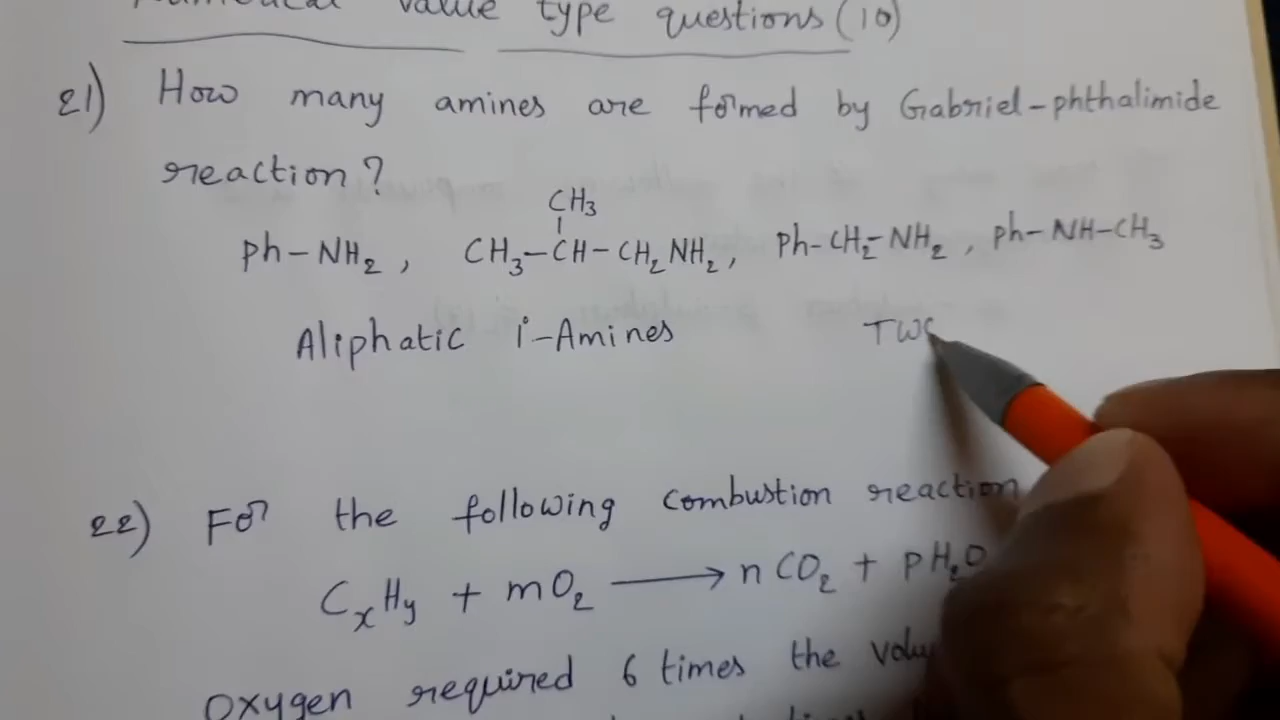 value type questions (10)
21) How many amines are formed by Gabriel-phthalimide
reaction?
CH3
Ph-NH2, CH3-CH-CH2NH2, Ph-CH2-NH2, Ph-NH-CH3
Aliphatic 1°-Amines TWO
22) For the following combustion reaction
CxHy + mO2 ⟶ nCO2 + pH2O
Oxygen required 6 times the